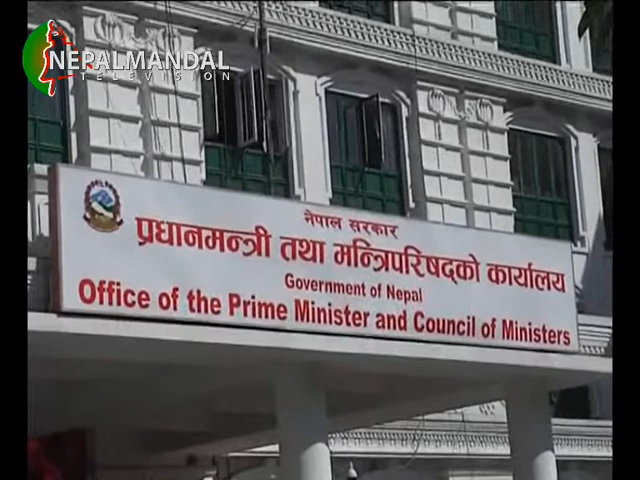 NEPALMANDAL
TELEVISION
नेपाल सरकार
प्रधानमन्त्री तथा मन्त्रिपरिषद्को कार्यालय
Government of Nepal
Office of the Prime Minister and Council of Ministers